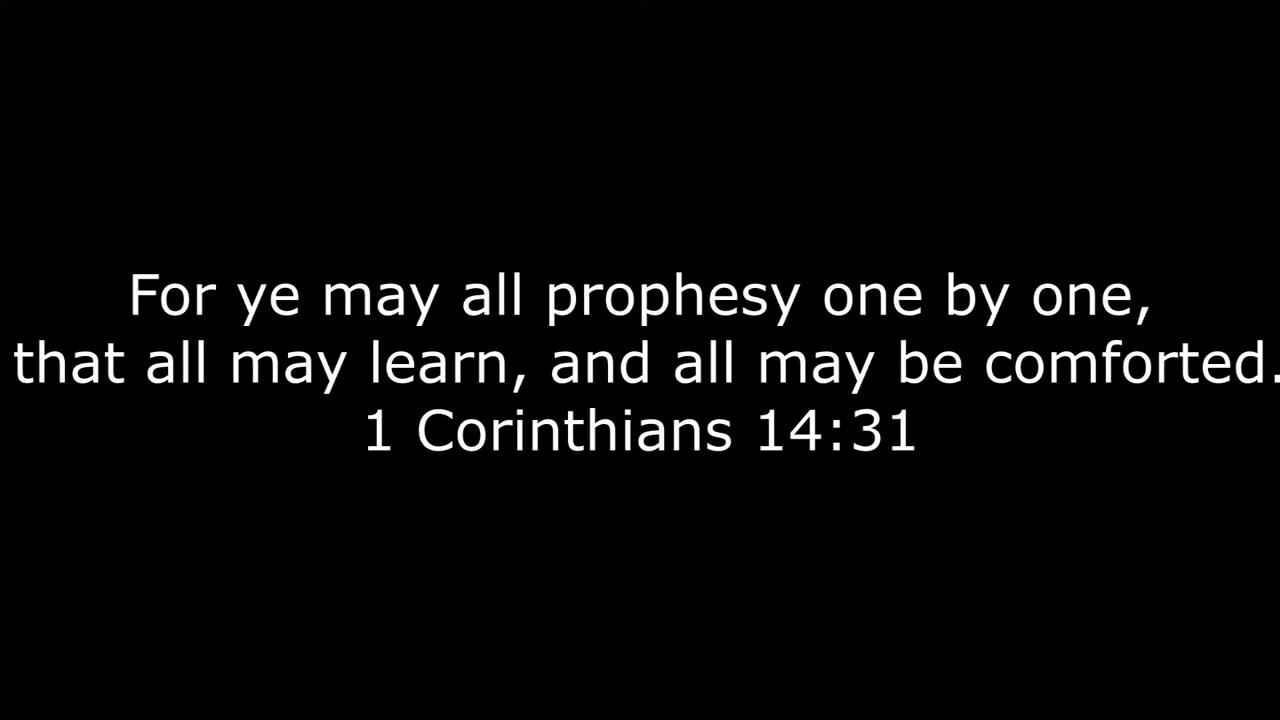 For ye may all prophesy one by one,
that all may learn, and all may be comforted.
1 Corinthians 14:31